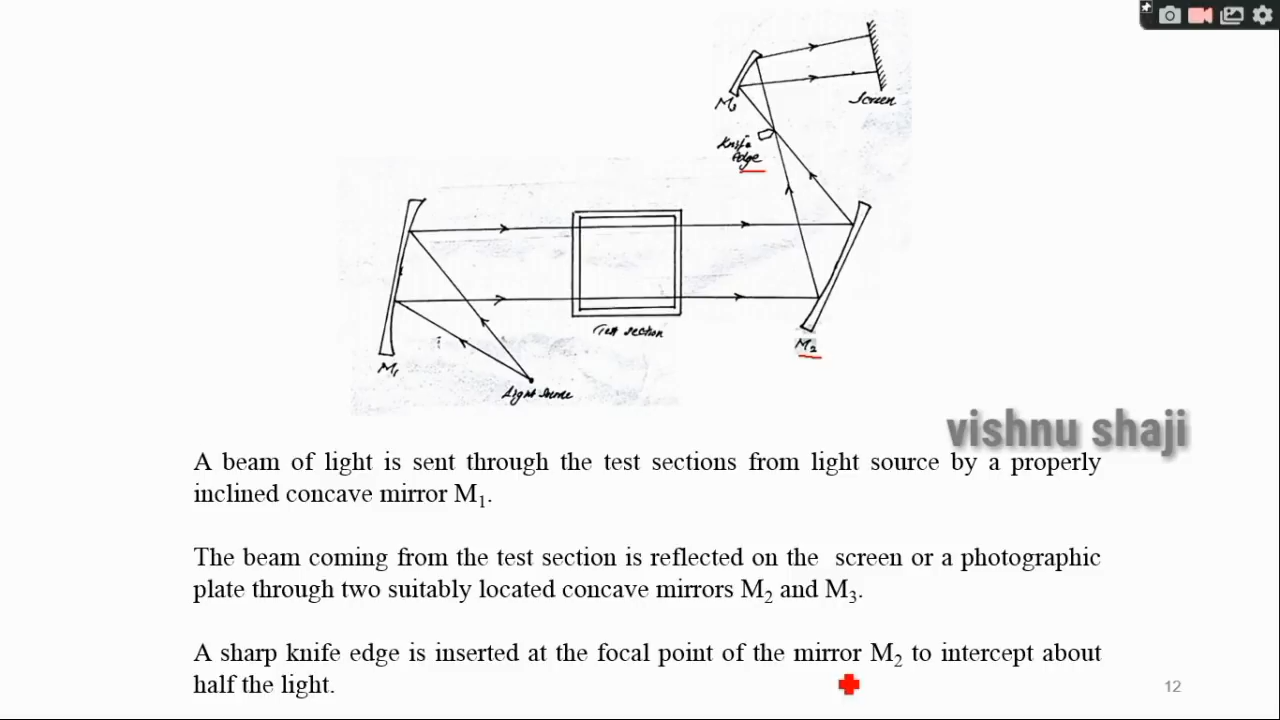 M₃
Screen
Knife
Edge
M₁
Test section
M₂
Light source
vishnu shaji
A beam of light is sent through the test sections from light source by a properly
inclined concave mirror M₁.
The beam coming from the test section is reflected on the screen or a photographic
plate through two suitably located concave mirrors M₂ and M₃.
A sharp knife edge is inserted at the focal point of the mirror M₂ to intercept about
half the light.
12